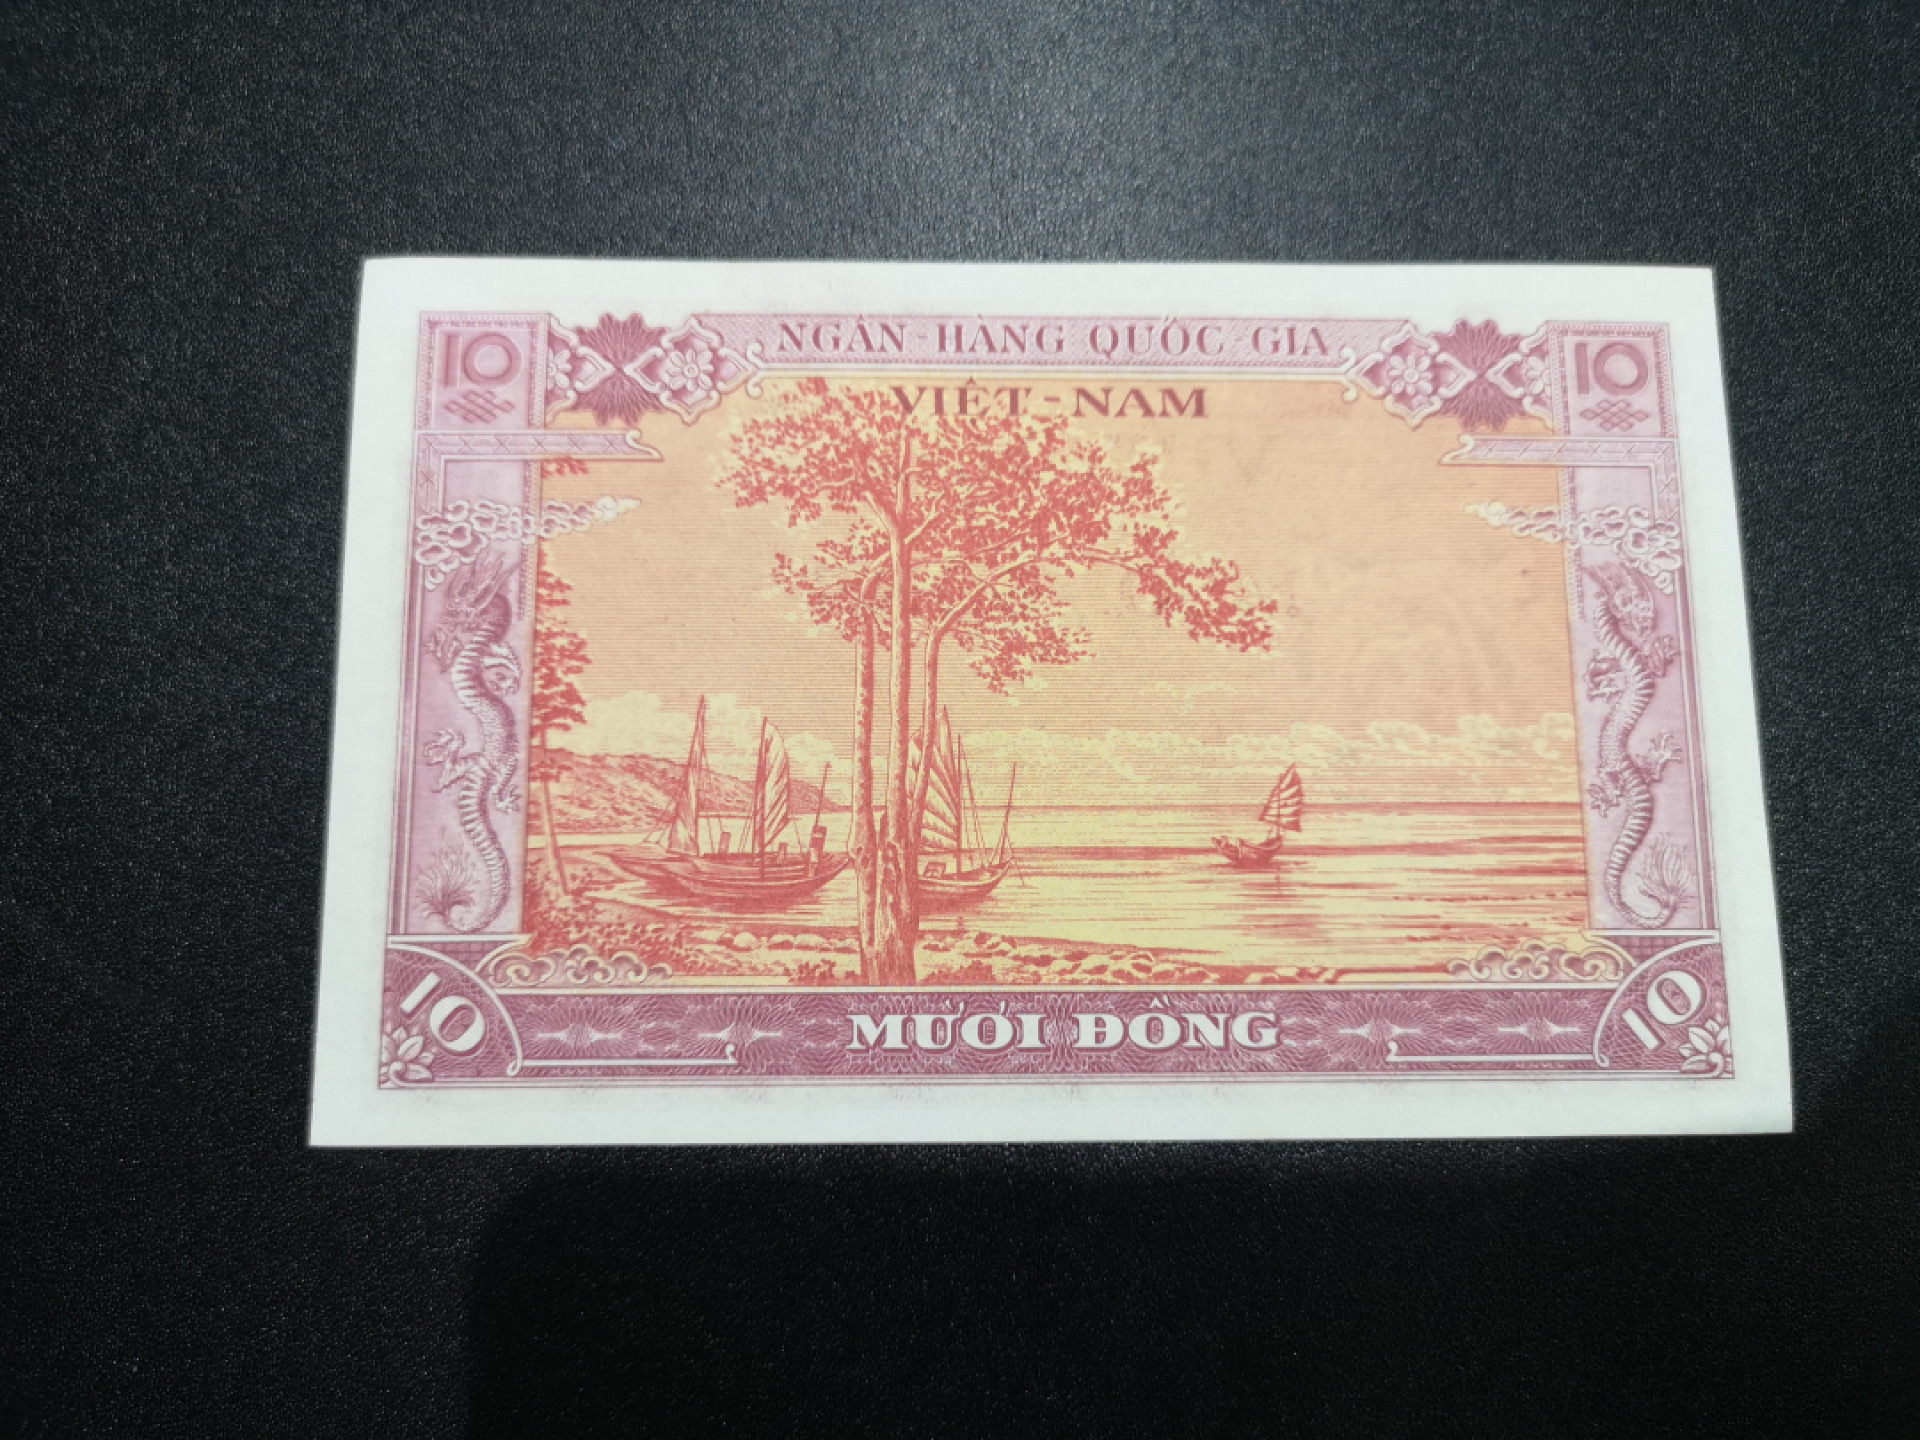 10 NGÂN-HÀNG QUỐC-GIA 10
VIỆT-NAM
10 MƯỜI ĐỒNG 10